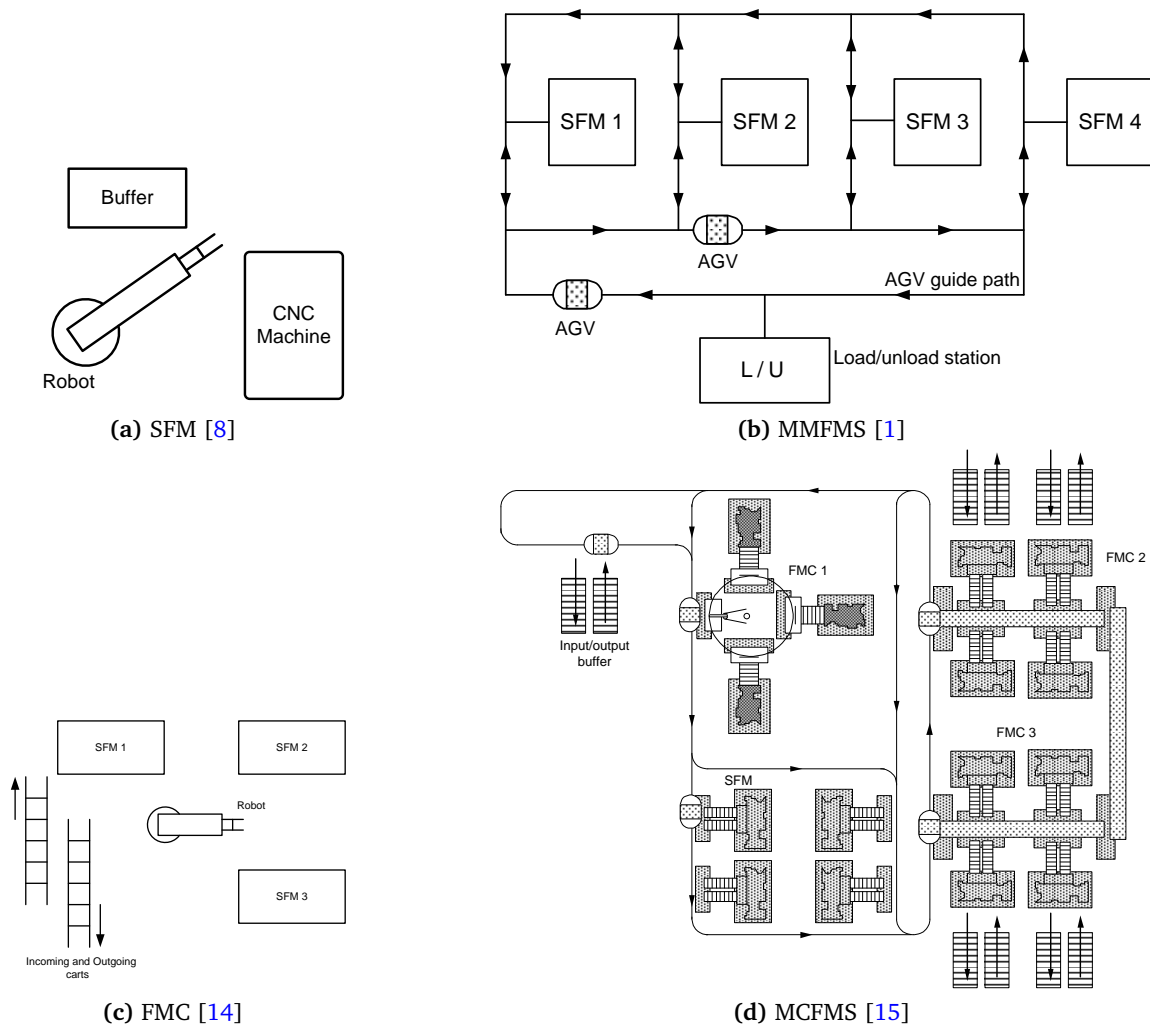 Buffer
CNC
Machine
Robot
(a) SFM [8]
SFM 1
SFM 2
SFM 3
SFM 4
AGV
AGV guide path
AGV
L / U
Load/unload station
(b) MMFMS [1]
SFM 1
SFM 2
Robot
SFM 3
Incoming and Outgoing
carts
(c) FMC [14]
FMC 1
FMC 2
Input/output
buffer
FMC 3
SFM
(d) MCFMS [15]